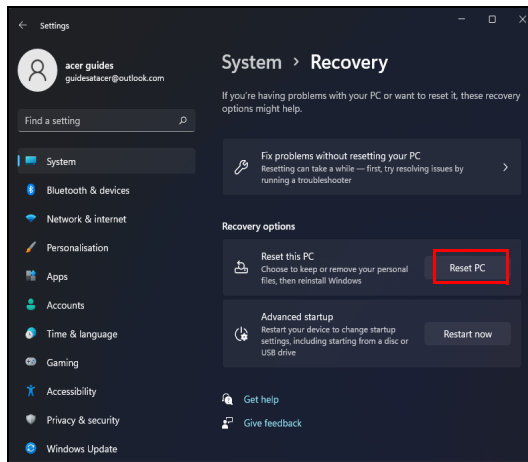 Settings
acer guides
guidesatacer@outlook.com
Find a setting
System
Bluetooth & devices
Network & internet
Personalisation
Apps
Accounts
Time & language
Gaming
Accessibility
Privacy & security
Windows Update
System > Recovery
If you're having problems with your PC or want to reset it, these recovery
options might help.
Fix problems without resetting your PC
Resetting can take a while — first, try resolving issues by
running a troubleshooter
Recovery options
Reset this PC
Choose to keep or remove your personal
files, then reinstall Windows
Reset PC
Advanced startup
Restart your device to change startup
settings, including starting from a disc or
USB drive
Restart now
Get help
Give feedback